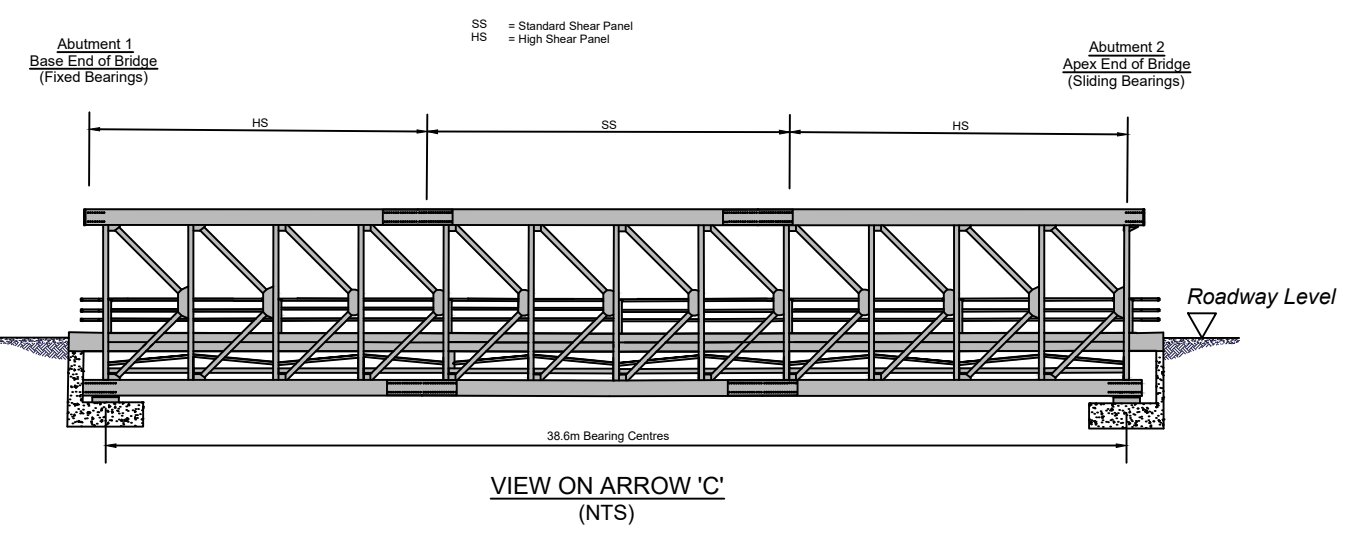 SS = Standard Shear Panel
HS = High Shear Panel
Abutment 1
Base End of Bridge
(Fixed Bearings)
Abutment 2
Apex End of Bridge
(Sliding Bearings)
HS
SS
HS
Roadway Level
38.6m Bearing Centres
VIEW ON ARROW 'C'
(NTS)